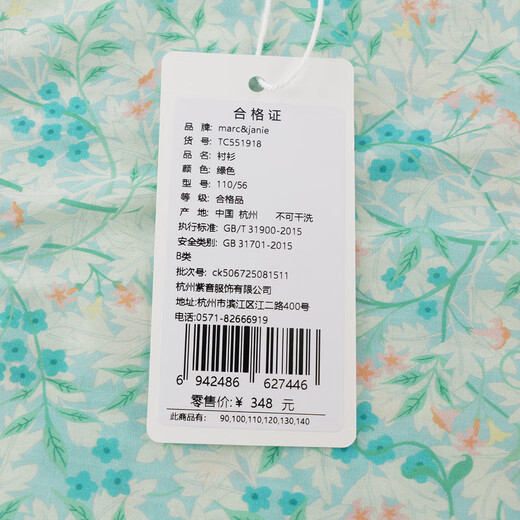 合格证
品 牌: marc&janie
货 号: TC551918
品 名: 衬衫
颜 色: 绿色
型 号: 110/56
等 级: 合格品
产 地: 中国 杭州 不可干洗
执行标准: GB/T 31900-2015
安全类别: GB 31701-2015
B类
批次号: ck506725081511
杭州紫音服饰有限公司
地址:杭州市滨江区江二路400号
电话:0571-82666919
6 942486 627446
零售价:¥ 348 元
此商品有: 90,100,110,120,130,140